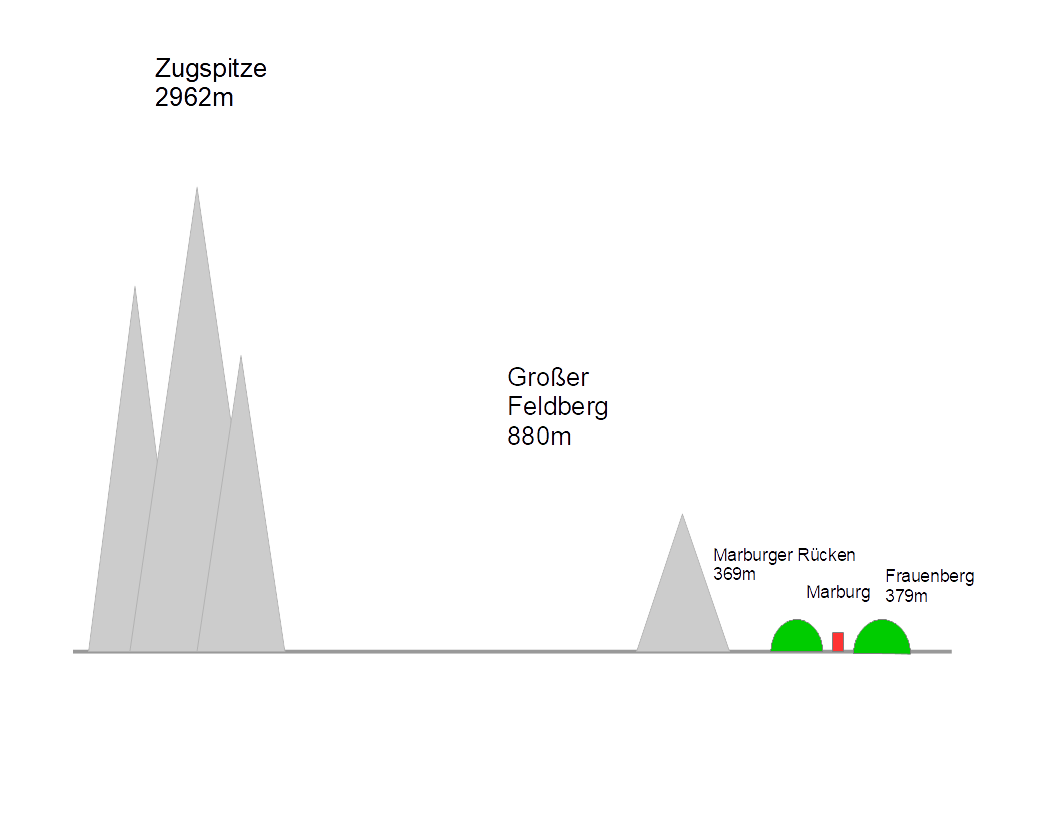 Zugspitze
2962m
Großer
Feldberg
880m
Marburger Rücken
369m
Marburg
Frauenberg
379m